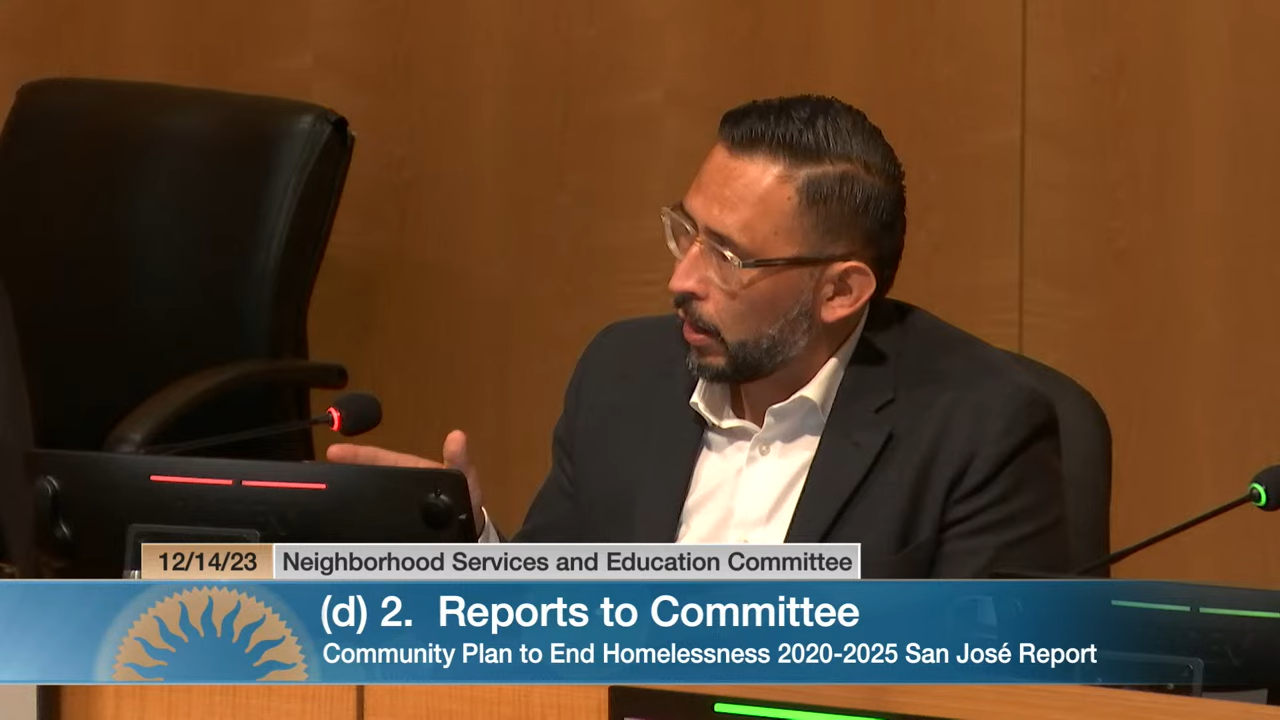 12/14/23 Neighborhood Services and Education Committee
(d) 2. Reports to Committee
Community Plan to End Homelessness 2020-2025 San José Report